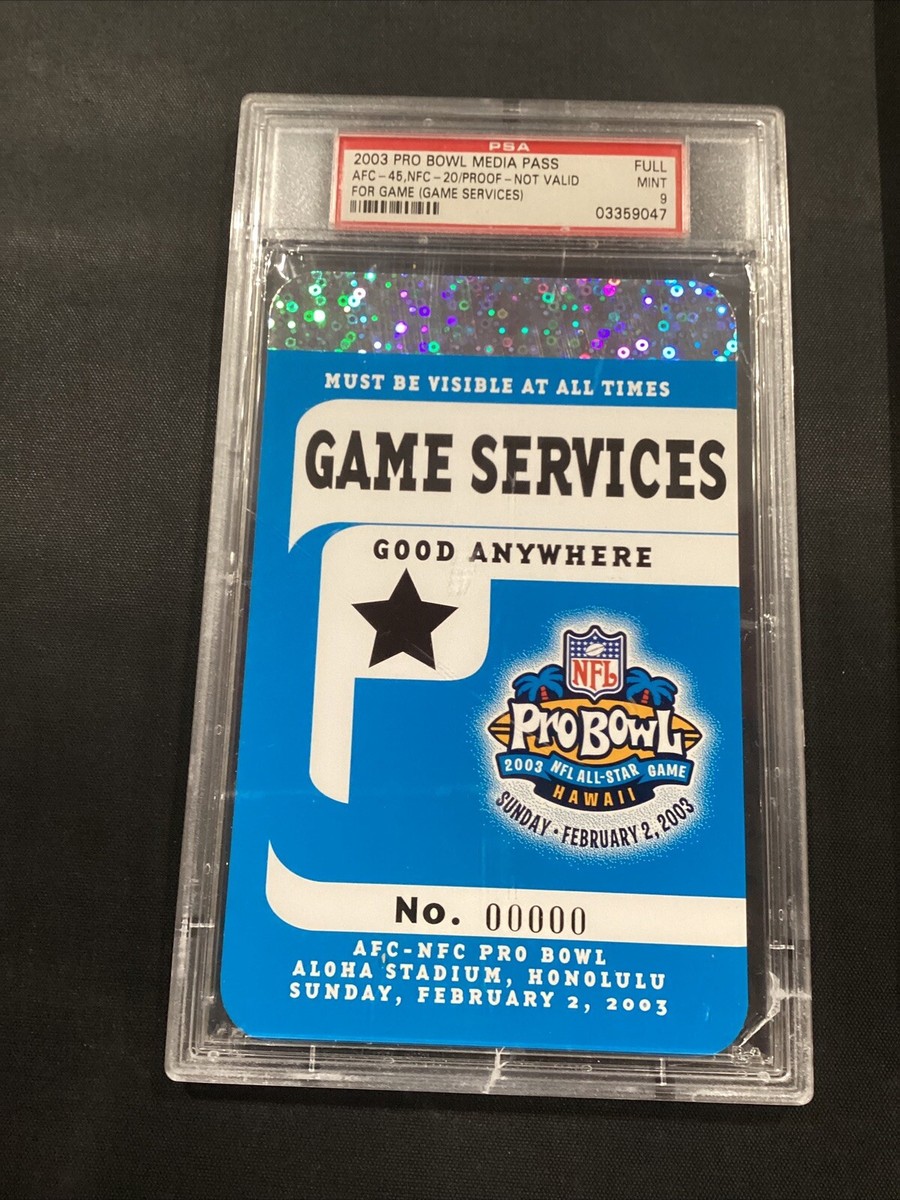 PSA
2003 PRO BOWL MEDIA PASS FULL
AFC-45,NFC-20/PROOF-NOT VALID MINT
FOR GAME (GAME SERVICES) 9
03359047
MUST BE VISIBLE AT ALL TIMES
GAME SERVICES
GOOD ANYWHERE
NFL
PRO BOWL
2003 NFL ALL-STAR GAME
HAWAII
SUNDAY • FEBRUARY 2, 2003
No. 00000
AFC-NFC PRO BOWL
ALOHA STADIUM, HONOLULU
SUNDAY, FEBRUARY 2, 2003